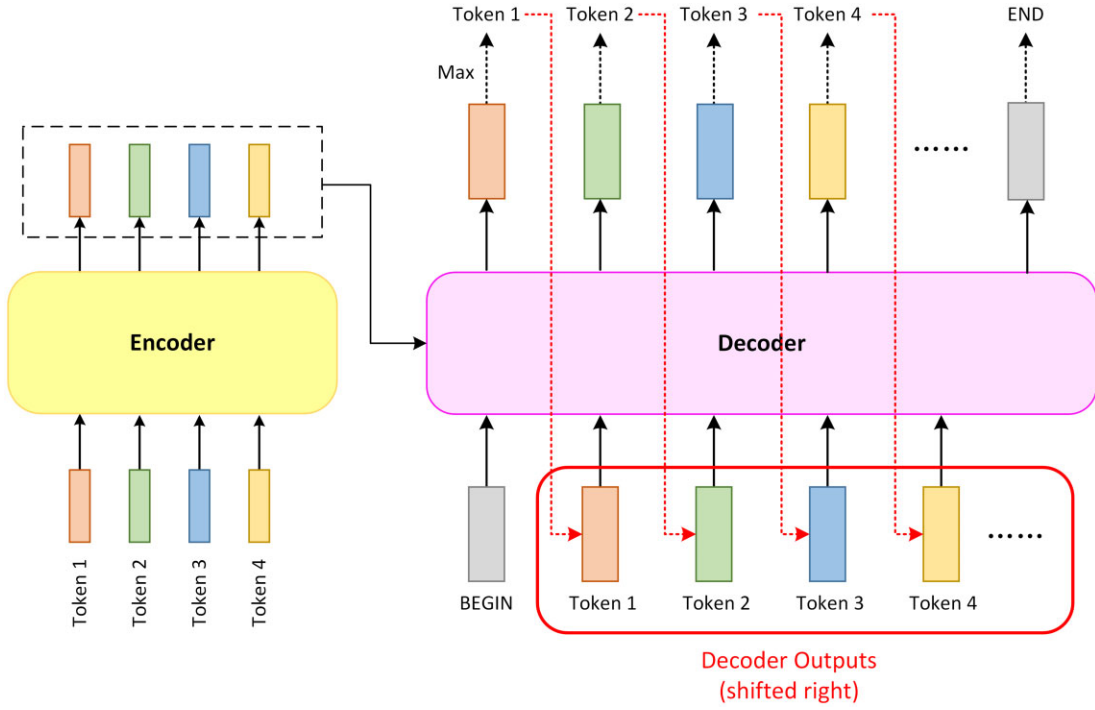 Token 1
Token 2
Token 3
Token 4
END
Max
......
Encoder
Decoder
Token 1
Token 2
Token 3
Token 4
......
BEGIN
Token 1
Token 2
Token 3
Token 4
Decoder Outputs
(shifted right)